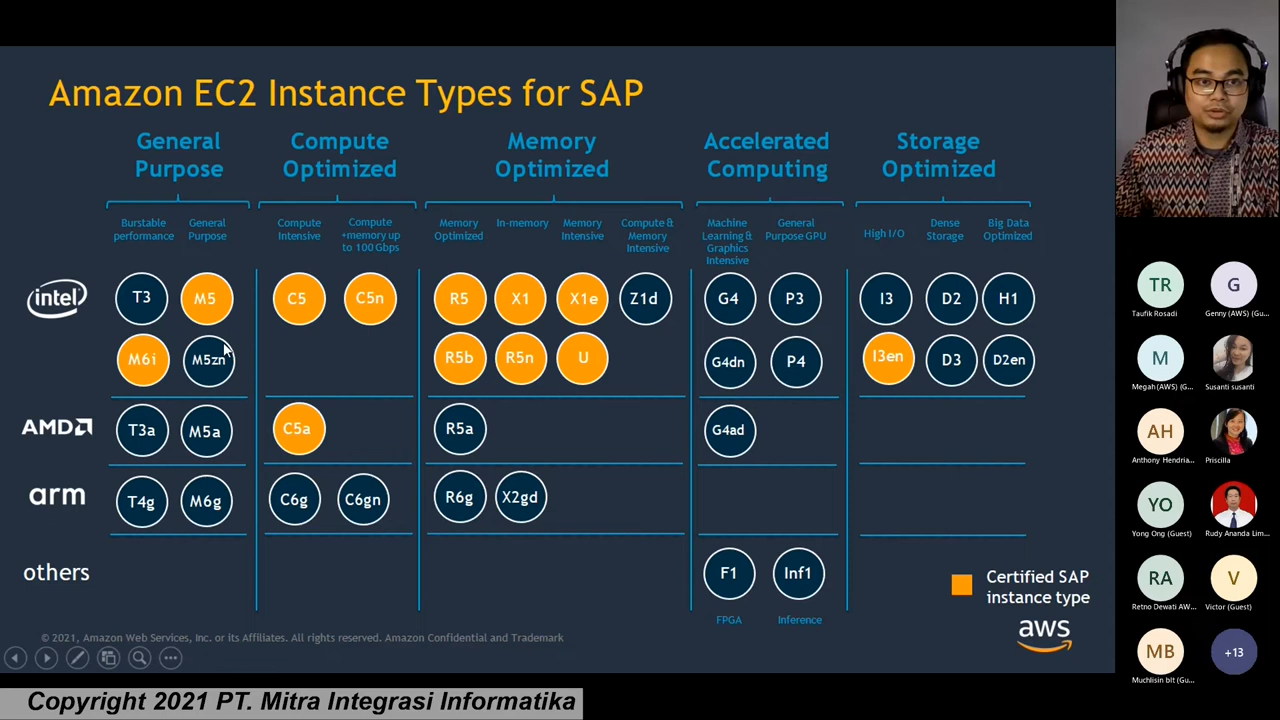 Amazon EC2 Instance Types for SAP
General
Purpose
Compute
Optimized
Memory
Optimized
Accelerated
Computing
Storage
Optimized
Burstable
performance
General
Purpose
Compute
Intensive
Compute
+memory up
to 100 Gbps
Memory
Optimized
In-memory
Memory
Intensive
Compute &
Memory
Intensive
Machine
Learning &
Graphics
Intensive
General
Purpose GPU
High I/O
Dense
Storage
Big Data
Optimized
intel
T3 M5 C5 C5n R5 X1 X1e Z1d G4 P3 I3 D2 H1
M6i M5zn R5b R5n U G4dn P4 I3en D3 D2en
AMD
T3a M5a C5a R5a G4ad
arm
T4g M6g C6g C6gn R6g X2gd
others
F1 Inf1
FPGA
Inference
Certified SAP
instance type
aws
© 2021, Amazon Web Services, Inc. or its Affiliates. All rights reserved. Amazon Confidential and Trademark
Copyright 2021 PT. Mitra Integrasi Informatika
TR
Taufik Rosadi
G
Genny (AWS) (Gu...
M
Megah (AWS) (G...
Susanti susanti
AH
Anthony Hendria...
Priscilla
YO
Yong Ong (Guest)
Rudy Ananda Lim...
RA
Retno Dewati AW...
V
Victor (Guest)
MB
Muchlisin blt (Gu...
+13